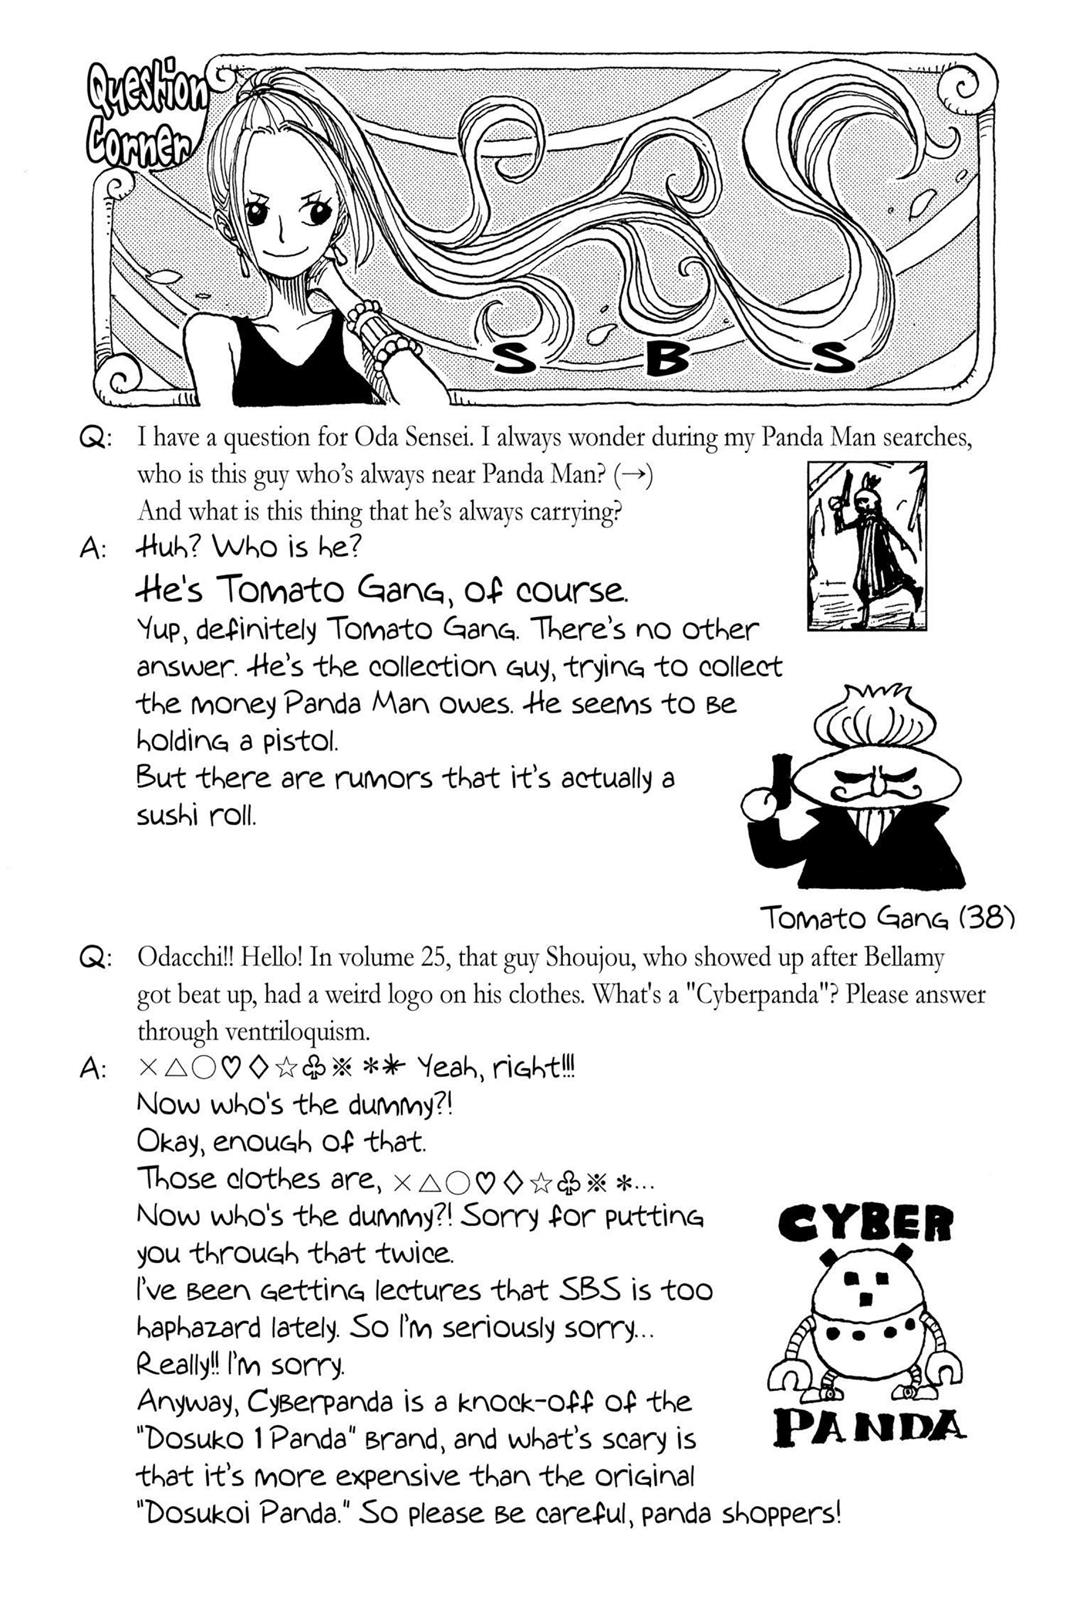 Question
Corner
S B S
Q: I have a question for Oda Sensei. I always wonder during my Panda Man searches,
who is this guy who's always near Panda Man? (→)
And what is this thing that he's always carrying?
A: Huh? Who is he?
He's Tomato Gang, of course.
Yup, definitely Tomato Gang. There's no other
answer. He's the collection guy, trying to collect
the money Panda Man owes. He seems to be
holding a pistol.
But there are rumors that it's actually a
sushi roll.
Tomato Gang (38)
Q: Odacchi!! Hello! In volume 25, that guy Shoujou, who showed up after Bellamy
got beat up, had a weird logo on his clothes. What's a "Cyberpanda"? Please answer
through ventriloquism.
A: ×△○♡◇☆♧※ ** Yeah, right!!!
Now who's the dummy?!
Okay, enough of that.
Those clothes are, ×△○♡◇☆♧※ *...
Now who's the dummy?! Sorry for putting
you through that twice.
I've been getting lectures that SBS is too
haphazard lately. So I'm seriously sorry...
Really!! I'm sorry.
Anyway, Cyberpanda is a knock-off of the
"Dosuko 1 Panda" brand, and what's scary is
that it's more expensive than the original
"Dosukoi Panda." So please be careful, panda shoppers!
CYBER
PANDA